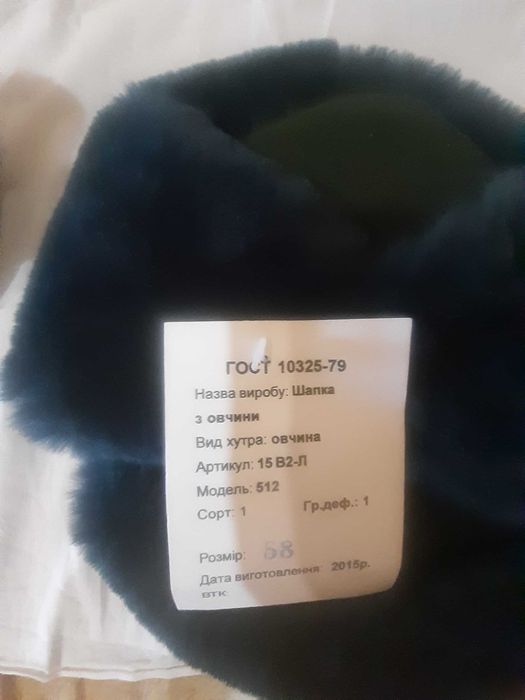 ГОСТ 10325-79
Назва виробу: Шапка
з овчини
Вид хутра: овчина
Артикул: 15 В2-Л
Модель: 512
Сорт: 1 Гр.деф.: 1
Розмір: 58
Дата виготовлення: 2015р.
ВТК